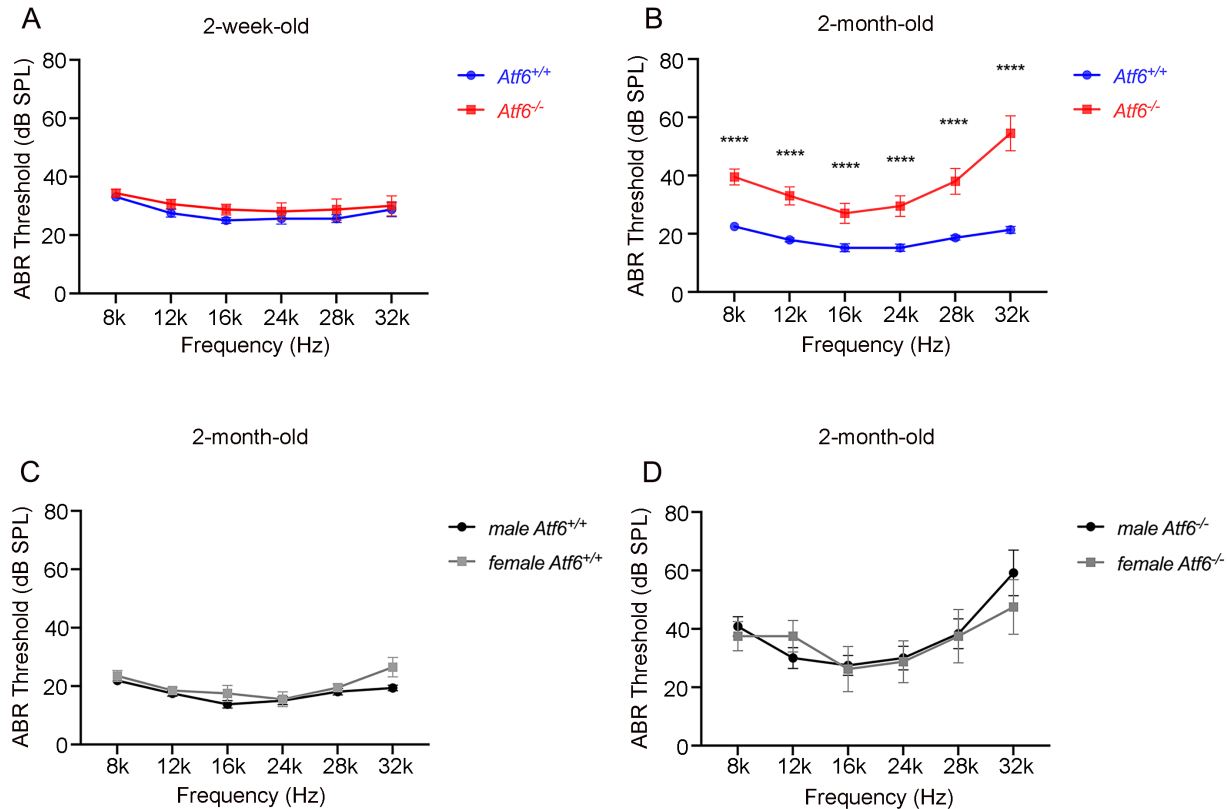 A
2-week-old
ABR Threshold (dB SPL)
80
60
40
20
0
8k 12k 16k 24k 28k 32k
Frequency (Hz)
Atf6+/+
Atf6-/-
B
2-month-old
ABR Threshold (dB SPL)
80
60
40
20
0
**** **** **** **** **** ****
8k 12k 16k 24k 28k 32k
Frequency (Hz)
Atf6+/+
Atf6-/-
C
2-month-old
ABR Threshold (dB SPL)
80
60
40
20
0
8k 12k 16k 24k 28k 32k
Frequency (Hz)
male Atf6+/+
female Atf6+/+
D
2-month-old
ABR Threshold (dB SPL)
80
60
40
20
0
8k 12k 16k 24k 28k 32k
Frequency (Hz)
male Atf6-/-
female Atf6-/-